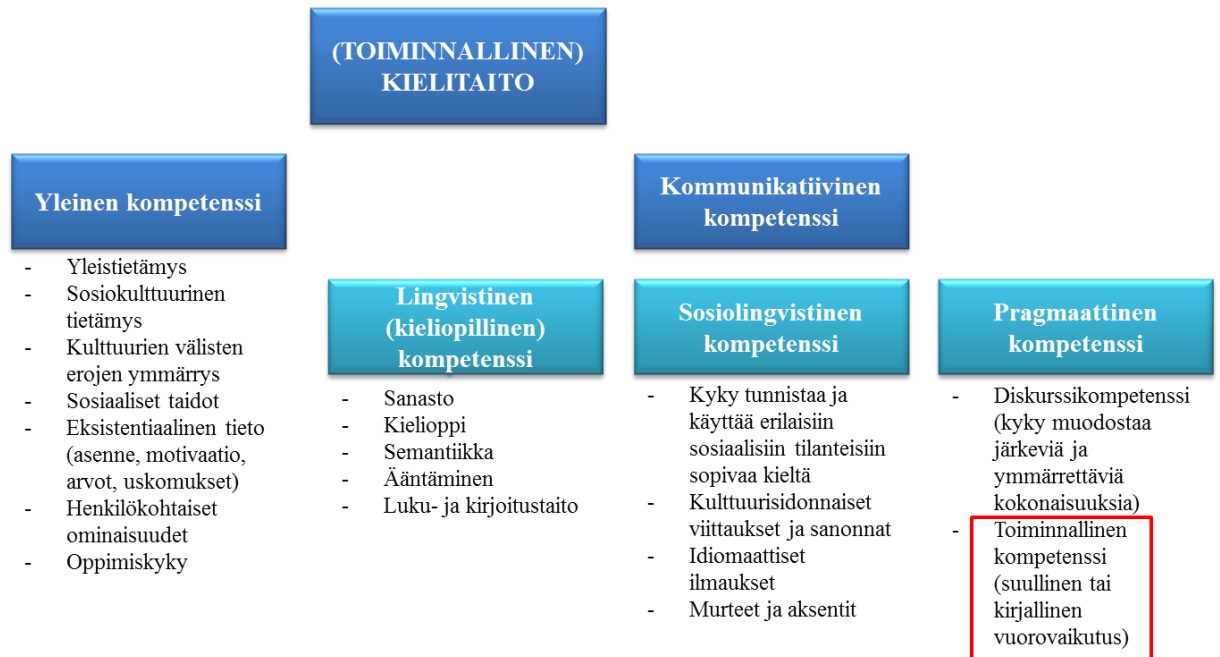 (TOIMINNALLINEN)
KIELITAITO
Yleinen kompetenssi
- Yleistietämys
- Sosiokulttuurinen
tietämys
- Kulttuurien välisten
erojen ymmärrys
- Sosiaaliset taidot
- Eksistentiaalinen tieto
(asenne, motivaatio,
arvot, uskomukset)
- Henkilökohtaiset
ominaisuudet
- Oppimiskyky
Kommunikatiivinen
kompetenssi
Lingvistinen
(kieliopillinen)
kompetenssi
- Sanasto
- Kielioppi
- Semantiikka
- Ääntäminen
- Luku- ja kirjoitustaito
Sosiolingvistinen
kompetenssi
- Kyky tunnistaa ja
käyttää erilaisiin
sosiaalisiin tilanteisiin
sopivaa kieltä
- Kulttuurisidonnaiset
viittaukset ja sanonnat
- Idiomaattiset
ilmaukset
- Murteet ja aksentit
Pragmaattinen
kompetenssi
- Diskurssikompetenssi
(kyky muodostaa
järkeviä ja
ymmärrettäviä
kokonaisuuksia)
- Toiminnallinen
kompetenssi
(suullinen tai
kirjallinen
vuorovaikutus)